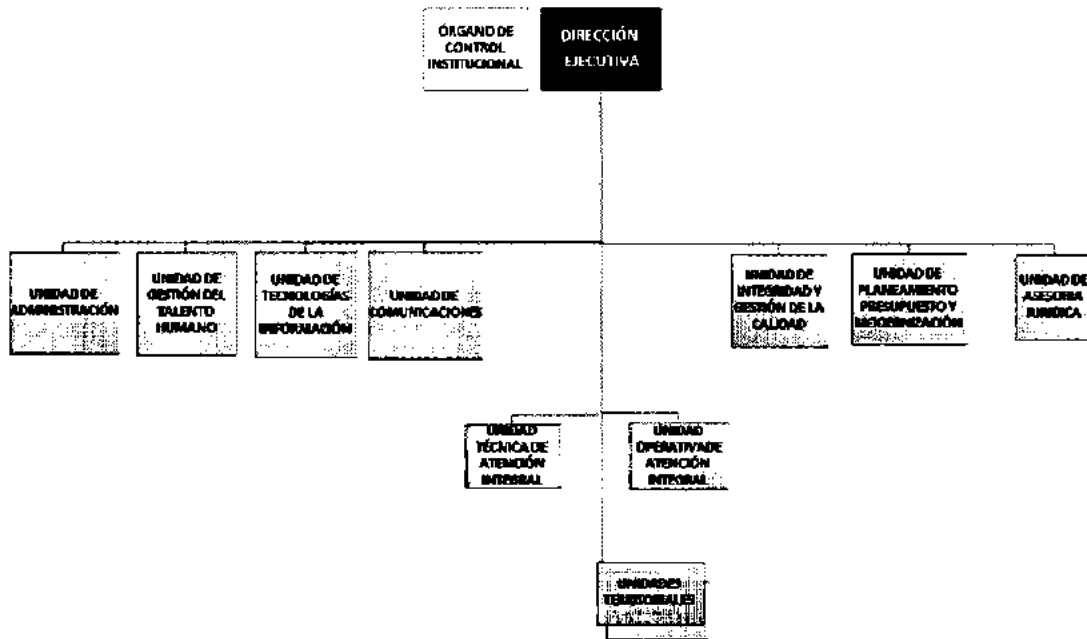 ÓRGANO DE
CONTROL
INSTITUCIONAL
DIRECCIÓN
EJECUTIVA
UNIDAD DE
ADMINISTRACIÓN
UNIDAD DE
GESTIÓN DEL
TALENTO
HUMANO
UNIDAD DE
TECNOLOGÍAS
DE LA
INFORMACIÓN
UNIDAD DE
COMUNICACIONES
UNIDAD DE
INTEGRIDAD Y
GESTIÓN DE LA
CALIDAD
UNIDAD DE
PLANEAMIENTO
PRESUPUESTO Y
MODERNIZACIÓN
UNIDAD DE
ASESORIA
JURÍDICA
UNIDAD
TÉCNICA DE
ATENCIÓN
INTEGRAL
UNIDAD
OPERATIVA DE
ATENCIÓN
INTEGRAL
UNIDADES
TERRITORIALES